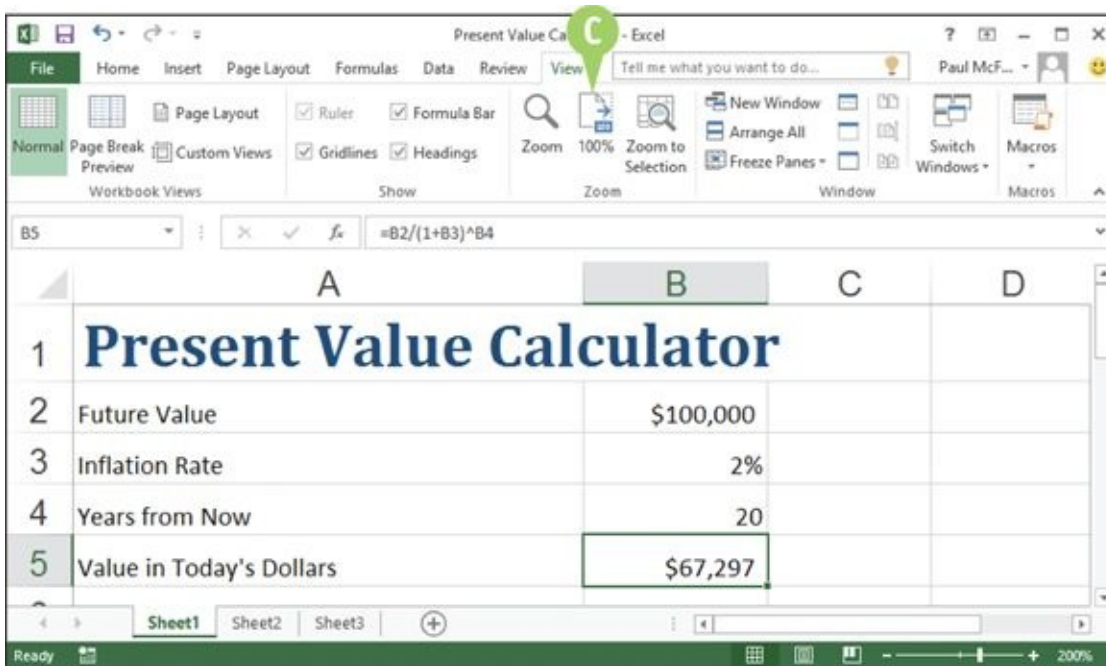 Present Value Ca C - Excel ?
File Home Insert Page Layout Formulas Data Review View Tell me what you want to do... Paul McF...
Normal Page Break Preview Page Layout Custom Views
Workbook Views
Ruler Formula Bar
Gridlines Headings
Show
Zoom 100% Zoom to Selection
Zoom
New Window
Arrange All
Freeze Panes
Switch Windows
Window
Macros
Macros
B5 fx =B2/(1+B3)^B4
A B C D
1 Present Value Calculator
2 Future Value $100,000
3 Inflation Rate 2%
4 Years from Now 20
5 Value in Today's Dollars $67,297
Sheet1 Sheet2 Sheet3
Ready 200%